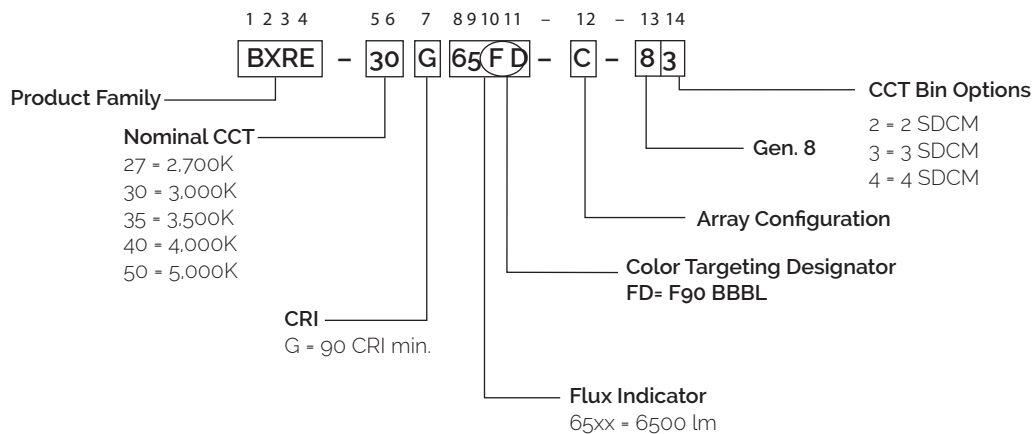 1 2 3 4 5 6 7 8 9 10 11 – 12 – 13 14
BXRE – 30 G 65 F D – C – 8 3
Product Family
CCT Bin Options
2 = 2 SDCM
3 = 3 SDCM
4 = 4 SDCM
Nominal CCT
27 = 2,700K
30 = 3,000K
35 = 3,500K
40 = 4,000K
50 = 5,000K
Gen. 8
Array Configuration
Color Targeting Designator
FD= F90 BBBL
CRI
G = 90 CRI min.
Flux Indicator
65xx = 6500 lm